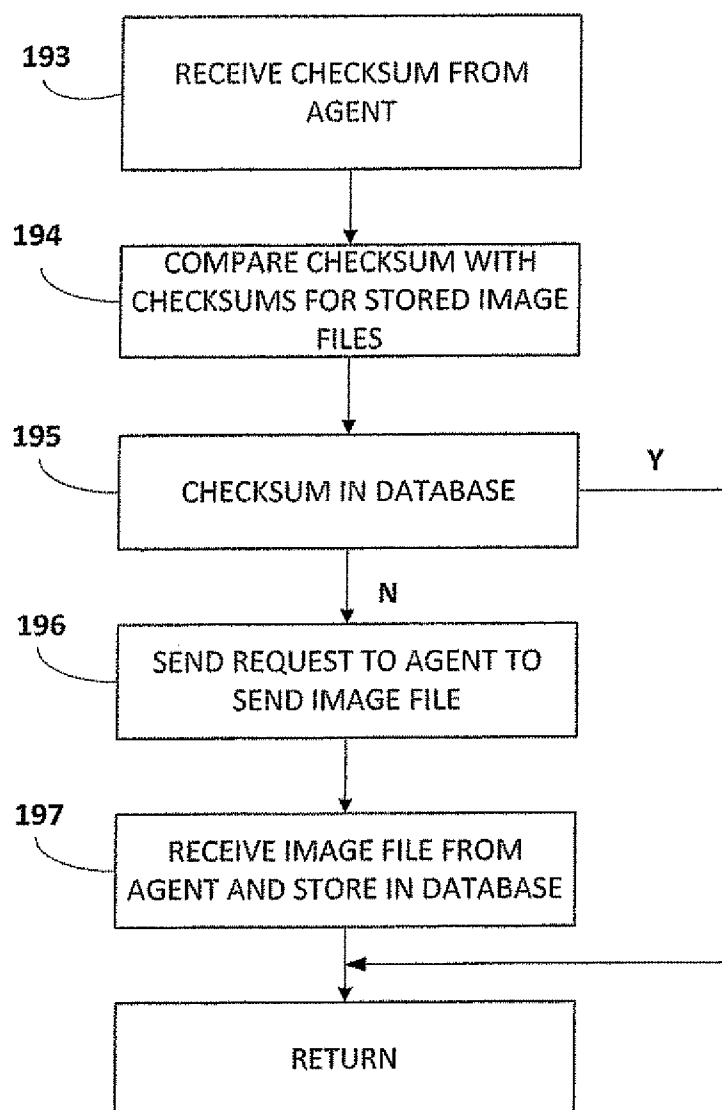 193
RECEIVE CHECKSUM FROM
AGENT
194
COMPARE CHECKSUM WITH
CHECKSUMS FOR STORED IMAGE
FILES
195
CHECKSUM IN DATABASE
Y
N
196
SEND REQUEST TO AGENT TO
SEND IMAGE FILE
197
RECEIVE IMAGE FILE FROM
AGENT AND STORE IN DATABASE
RETURN